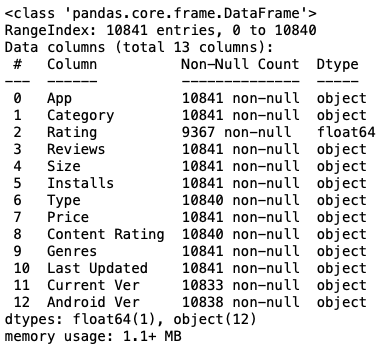 <class 'pandas.core.frame.DataFrame'>
RangeIndex: 10841 entries, 0 to 10840
Data columns (total 13 columns):
 #   Column          Non-Null Count  Dtype
---  ------          --------------  -----
 0   App             10841 non-null  object
 1   Category        10841 non-null  object
 2   Rating          9367 non-null   float64
 3   Reviews         10841 non-null  object
 4   Size            10841 non-null  object
 5   Installs        10841 non-null  object
 6   Type            10840 non-null  object
 7   Price           10841 non-null  object
 8   Content Rating  10840 non-null  object
 9   Genres          10841 non-null  object
 10  Last Updated    10841 non-null  object
 11  Current Ver     10833 non-null  object
 12  Android Ver     10838 non-null  object
dtypes: float64(1), object(12)
memory usage: 1.1+ MB